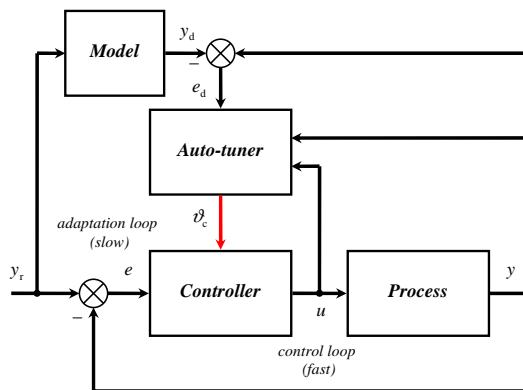 y_d
Model
−
e_d
Auto-tuner
ϑ_c
adaptation loop
(slow)
y_r
e
Controller
Process
y
−
u
control loop
(fast)